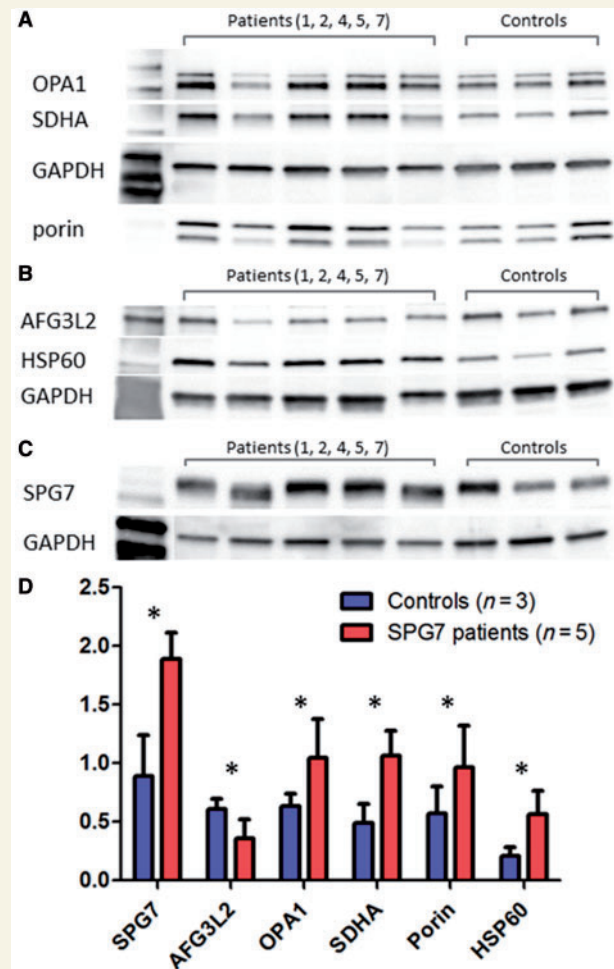 A
Patients (1, 2, 4, 5, 7) Controls
OPA1
SDHA
GAPDH
porin
B
Patients (1, 2, 4, 5, 7) Controls
AFG3L2
HSP60
GAPDH
C
Patients (1, 2, 4, 5, 7) Controls
SPG7
GAPDH
D
2.5
2.0
1.5
1.0
0.5
0.0
Controls (n = 3)
SPG7 patients (n = 5)
* * * * * *
SPG7 AFG3L2 OPA1 SDHA Porin HSP60